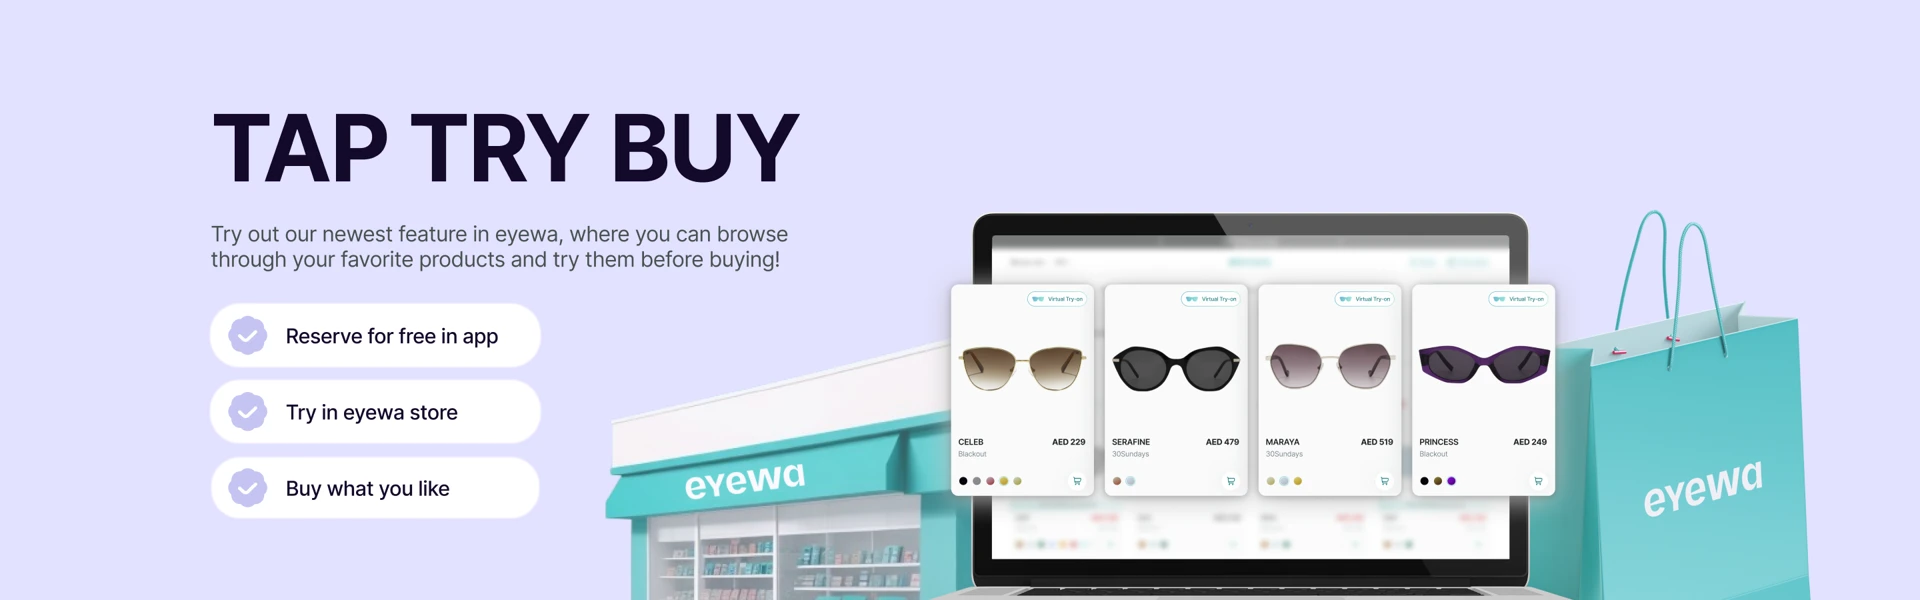 TAP TRY BUY
Try out our newest feature in eyewa, where you can browse
through your favorite products and try them before buying!
Reserve for free in app
Try in eyewa store
Buy what you like
eyewa
Virtual Try-on
CELEB AED 229
Blackout
Virtual Try-on
SERAFINE AED 479
30Sundays
Virtual Try-on
MARAYA AED 519
30Sundays
Virtual Try-on
PRINCESS AED 249
Blackout
eyewa